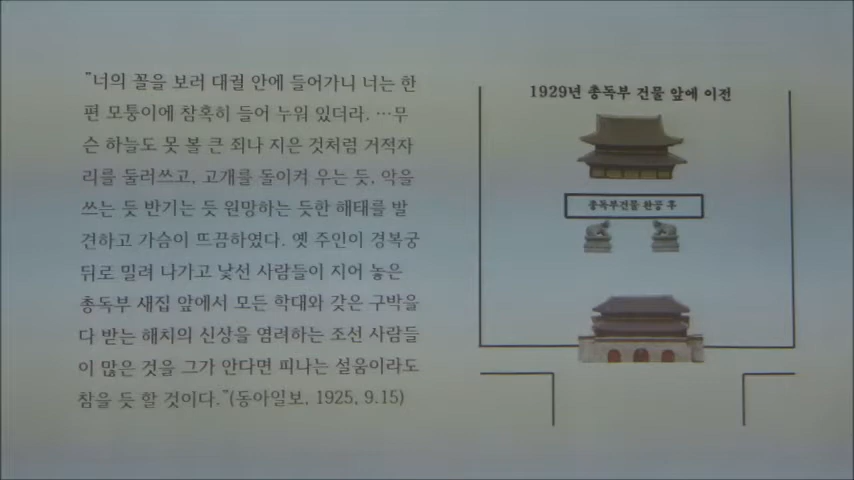 "너의 꼴을 보러 대궐 안에 들어가니 너는 한
편 모퉁이에 참혹히 들어 누워 있더라. …무
슨 하늘도 못 볼 큰 죄나 지은 것처럼 거적자
리를 둘러쓰고, 고개를 돌이켜 우는 듯, 악을
쓰는 듯 반기는 듯 원망하는 듯한 해태를 발
견하고 가슴이 뜨끔하였다. 옛 주인이 경복궁
뒤로 밀려 나가고 낯선 사람들이 지어 놓은
총독부 새집 앞에서 모든 학대와 갖은 구박을
다 받는 해치의 신상을 염려하는 조선 사람들
이 많은 것을 그가 안다면 피나는 설움이라도
참을 듯 할 것이다."(동아일보, 1925, 9.15)
1929년 총독부 건물 앞에 이전
총독부건물 완공 후